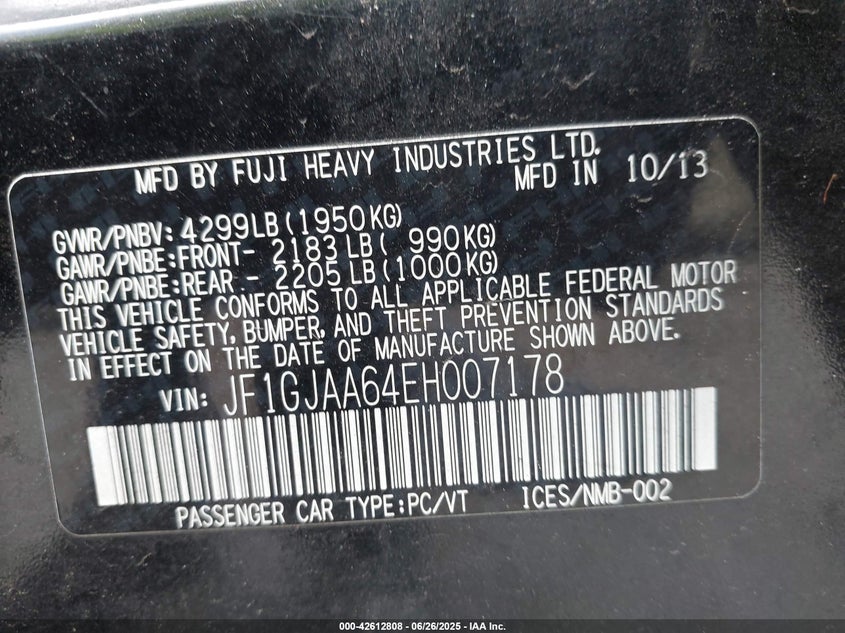 MFD BY FUJI HEAVY INDUSTRIES LTD.
MFD IN 10/13
GVWR/PNBV: 4299LB(1950KG)
GAWR/PNBE:FRONT- 2183 LB( 990KG)
GAWR/PNBE:REAR - 2205 LB(1000KG)
THIS VEHICLE CONFORMS TO ALL APPLICABLE FEDERAL MOTOR
VEHICLE SAFETY, BUMPER, AND THEFT PREVENTION STANDARDS
IN EFFECT ON THE DATE OF MANUFACTURE SHOWN ABOVE.
VIN: JF1GJAA64EH007178
PASSENGER CAR TYPE:PC/VT ICES/NMB-002
000-42612808 - 06/26/2025 - IAA Inc.